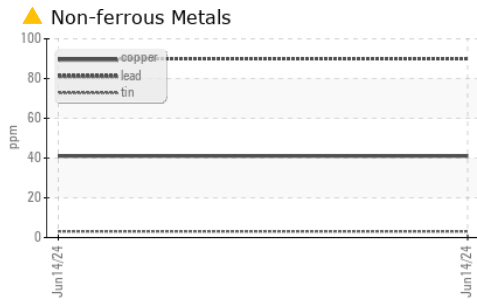 Non-ferrous Metals
100
80
60
40
20
0
ppm
copper
lead
tin
Jun14/24
Jun14/24